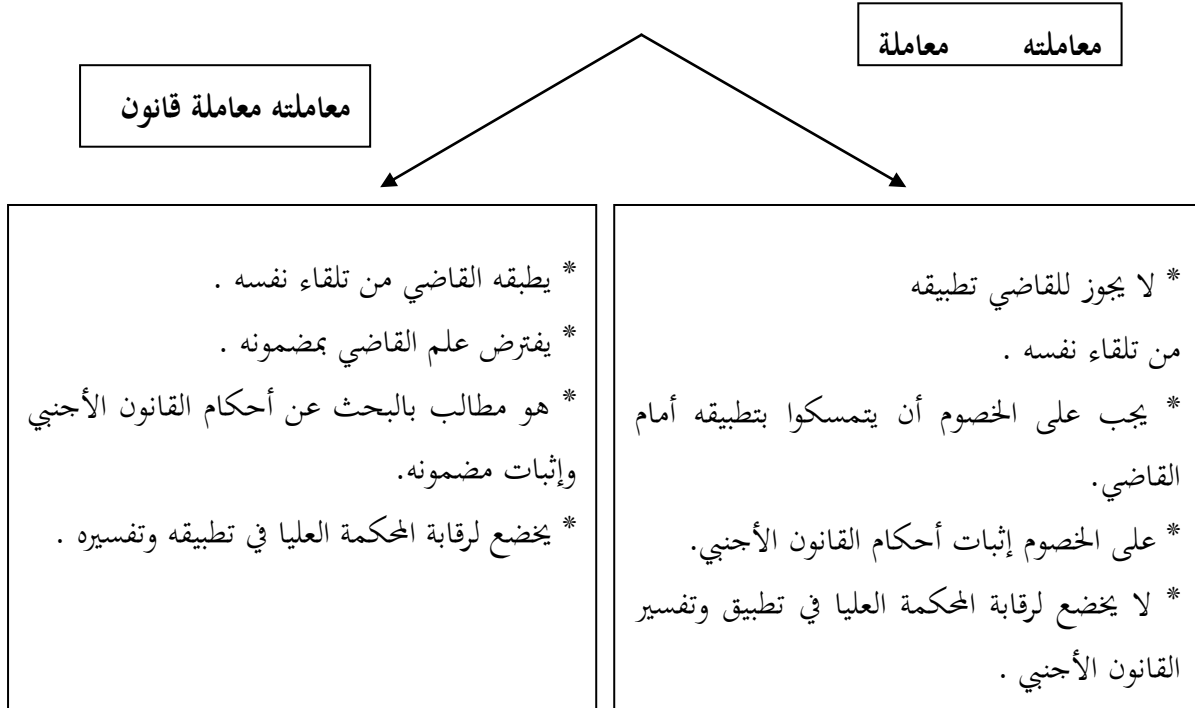 معاملته معاملة
معاملته معاملة قانون
* لا يجوز للقاضي تطبيقه
من تلقاء نفسه .
* يجب على الخصوم أن يتمسكوا بتطبيقه أمام
القاضي.
* على الخصوم إثبات أحكام القانون الأجنبي.
* لا يخضع لرقابة المحكمة العليا في تطبيق وتفسير
القانون الأجنبي .
* يطبقه القاضي من تلقاء نفسه .
* يفترض علم القاضي بمضمونه .
* هو مطالب بالبحث عن أحكام القانون الأجنبي
وإثبات مضمونه.
* يخضع لرقابة المحكمة العليا في تطبيقه وتفسيره .